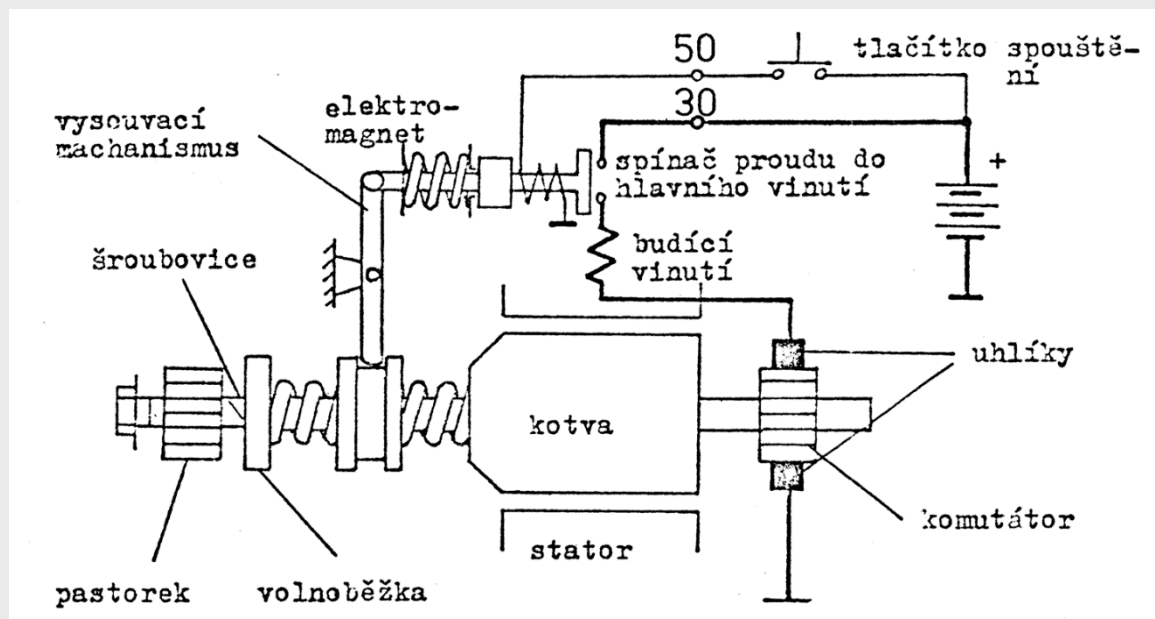 50
tlačítko spouště-
ní
30
elektro-
magnet
vysouvací
machanismus
+
spínač proudu do
hlavního vinutí
budící
vinutí
šroubovice
uhlíky
kotva
komutátor
stator
pastorek
volnoběžka